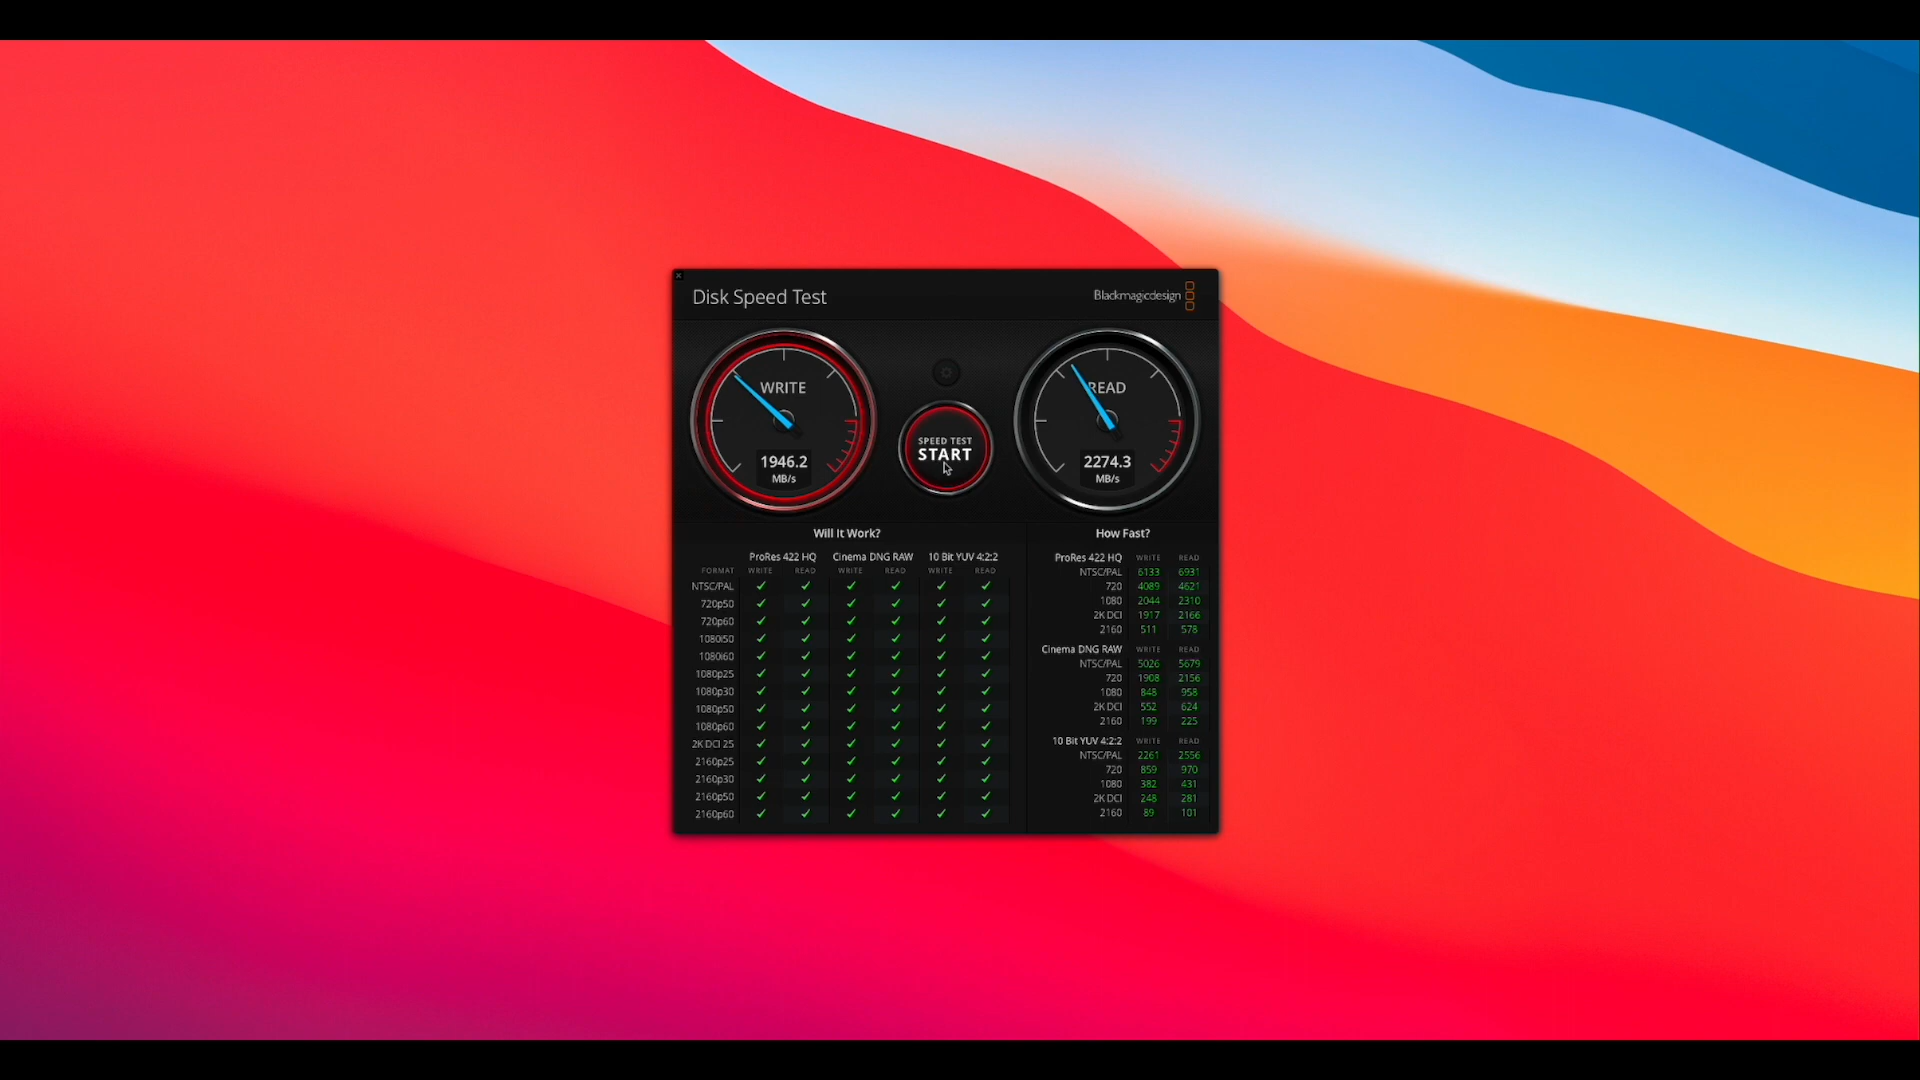 Disk Speed Test
Blackmagicdesign
WRITE
1946.2
MB/s
SPEED TEST
START
READ
2274.3
MB/s
Will It Work?
ProRes 422 HQ Cinema DNG RAW 10 Bit YUV 4:2:2
FORMAT WRITE READ WRITE READ WRITE READ
NTSC/PAL ✓ ✓ ✓ ✓ ✓ ✓
720p50 ✓ ✓ ✓ ✓ ✓ ✓
720p60 ✓ ✓ ✓ ✓ ✓ ✓
1080i50 ✓ ✓ ✓ ✓ ✓ ✓
1080i60 ✓ ✓ ✓ ✓ ✓ ✓
1080p25 ✓ ✓ ✓ ✓ ✓ ✓
1080p30 ✓ ✓ ✓ ✓ ✓ ✓
1080p50 ✓ ✓ ✓ ✓ ✓ ✓
1080p60 ✓ ✓ ✓ ✓ ✓ ✓
2K DCI 25 ✓ ✓ ✓ ✓ ✓ ✓
2160p25 ✓ ✓ ✓ ✓ ✓ ✓
2160p30 ✓ ✓ ✓ ✓ ✓ ✓
2160p50 ✓ ✓ ✓ ✓ ✓ ✓
2160p60 ✓ ✓ ✓ ✓ ✓ ✓
How Fast?
ProRes 422 HQ WRITE READ
NTSC/PAL 6133 6931
720 4089 4621
1080 2044 2310
2K DCI 1917 2166
2160 511 578
Cinema DNG RAW WRITE READ
NTSC/PAL 5026 5679
720 1908 2156
1080 848 958
2K DCI 552 624
2160 199 225
10 Bit YUV 4:2:2 WRITE READ
NTSC/PAL 2261 2556
720 859 970
1080 382 431
2K DCI 248 281
2160 89 101